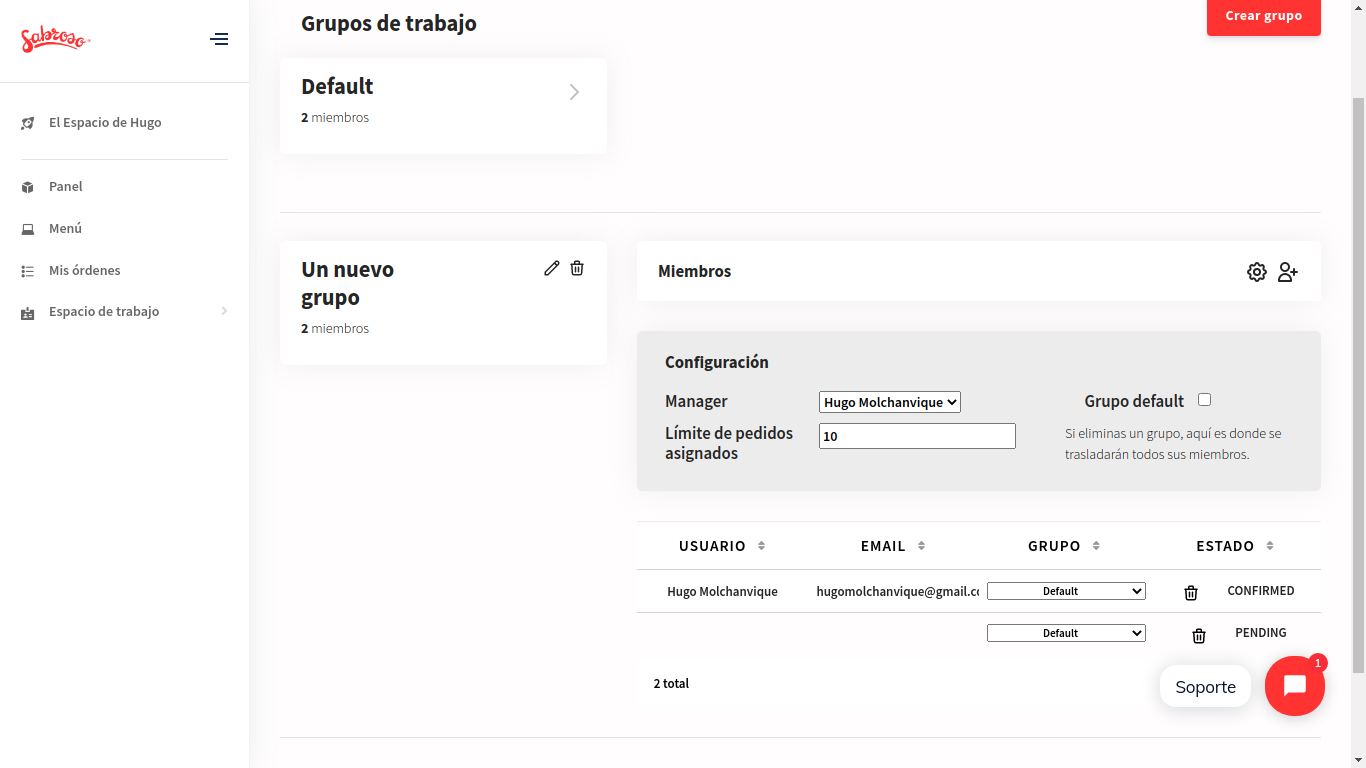 Sabroso
Grupos de trabajo
Crear grupo
El Espacio de Hugo
Panel
Menú
Mis órdenes
Espacio de trabajo
Default
2 miembros
Un nuevo
grupo
2 miembros
Miembros
Configuración
Manager
Hugo Molchanvique
Grupo default
Límite de pedidos
asignados
10
Si eliminas un grupo, aquí es donde se
trasladarán todos sus miembros.
USUARIO EMAIL GRUPO ESTADO
Hugo Molchanvique hugomolchanvique@gmail.cc Default CONFIRMED
Default PENDING
2 total
Soporte
1